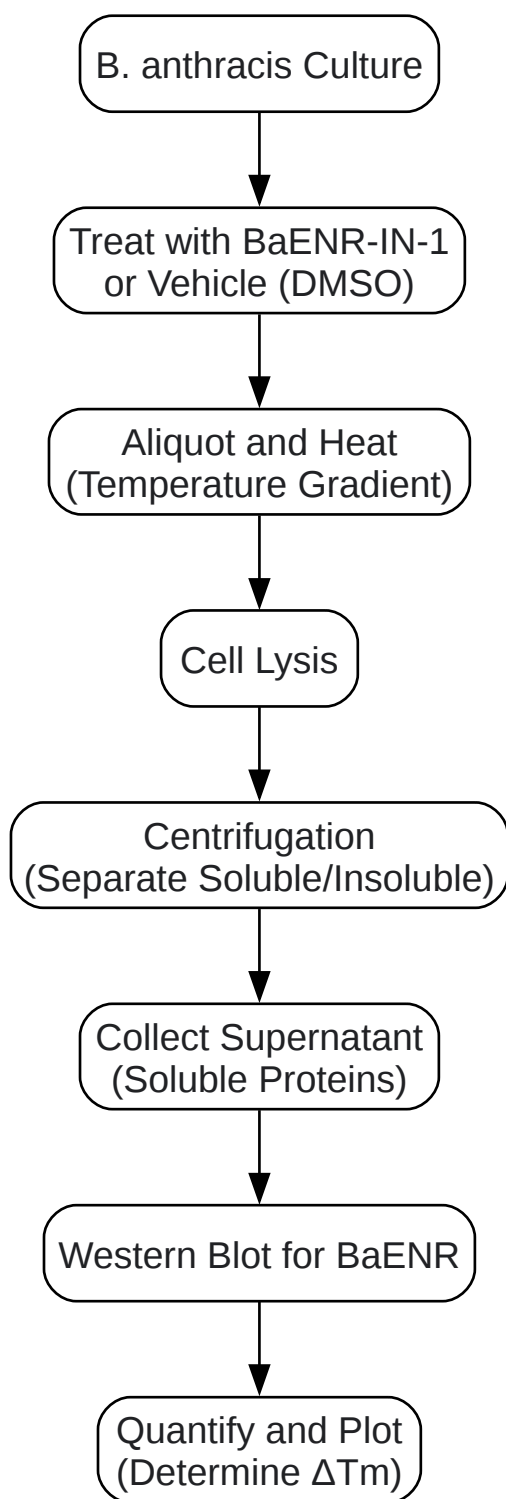 B. anthracis Culture
Treat with BaENR-IN-1
or Vehicle (DMSO)
Aliquot and Heat
(Temperature Gradient)
Cell Lysis
Centrifugation
(Separate Soluble/Insoluble)
Collect Supernatant
(Soluble Proteins)
Western Blot for BaENR
Quantify and Plot
(Determine ΔTm)